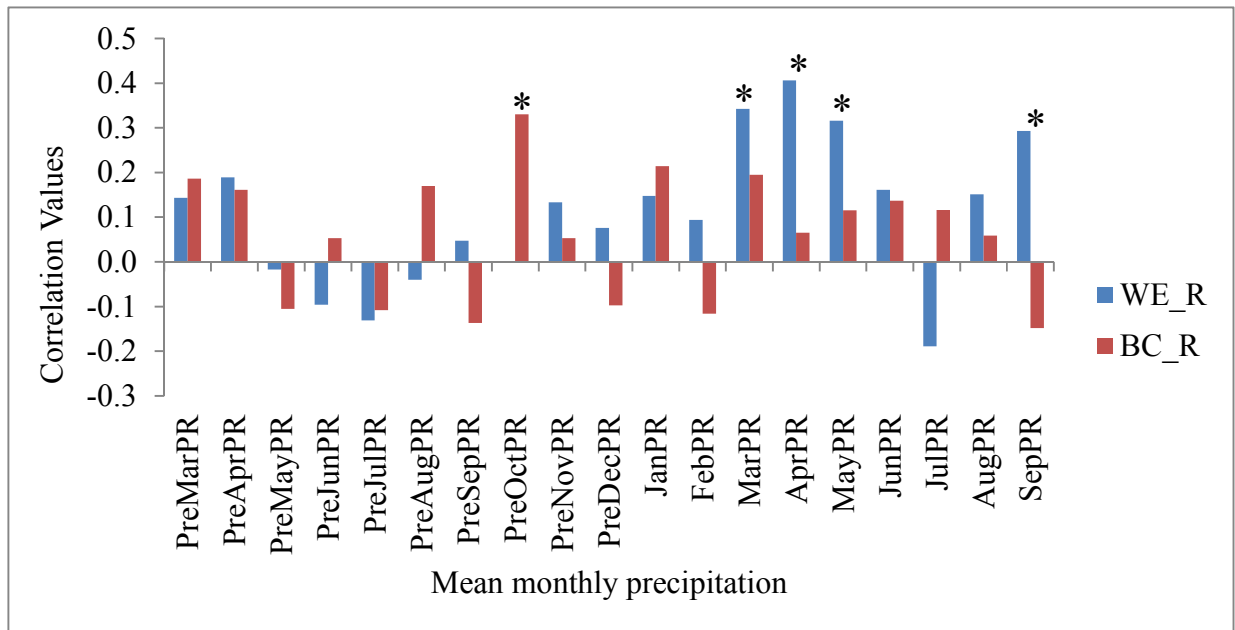 0.5
0.4
0.3
0.2
0.1
0.0
-0.1
-0.2
-0.3
Correlation Values
*
*
*
*
*
WE_R
BC_R
PreMarPR
PreAprPR
PreMayPR
PreJunPR
PreJulPR
PreAugPR
PreSepPR
PreOctPR
PreNovPR
PreDecPR
JanPR
FebPR
MarPR
AprPR
MayPR
JunPR
JulPR
AugPR
SepPR
Mean monthly precipitation